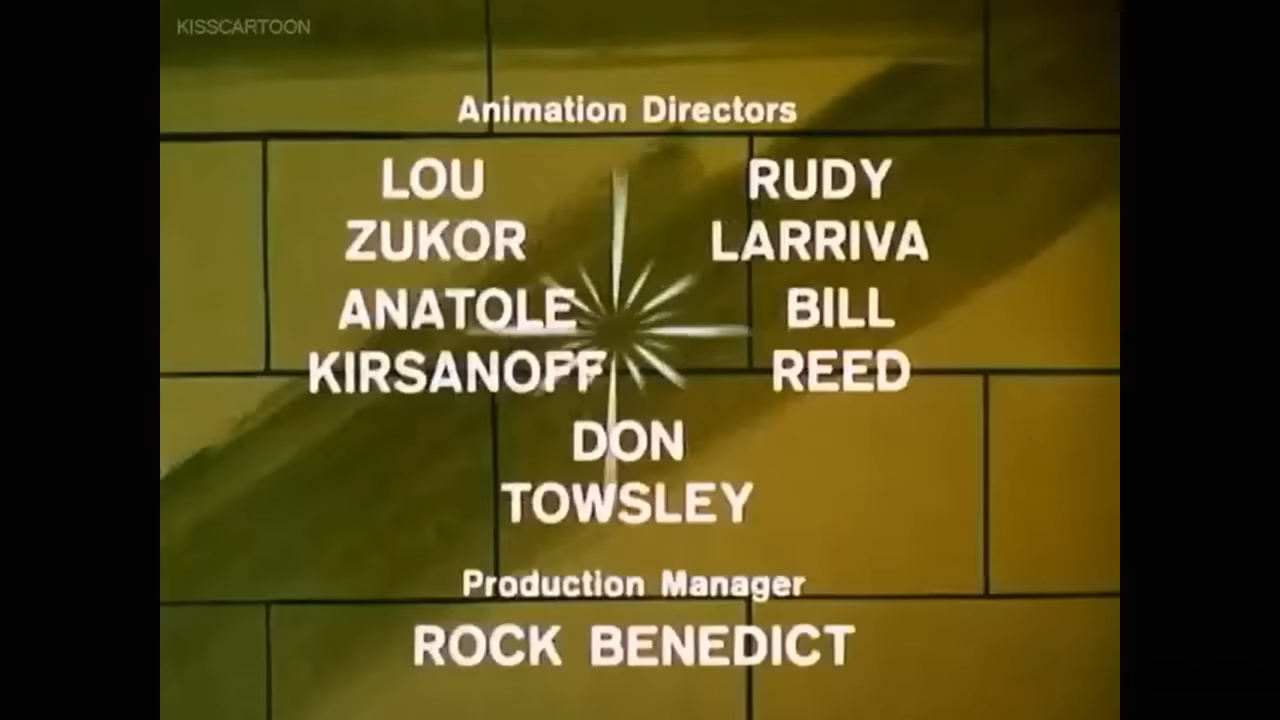 KISSCARTOON
Animation Directors
LOU ZUKOR
RUDY LARRIVA
ANATOLE KIRSANOFF
BILL REED
DON TOWSLEY
Production Manager
ROCK BENEDICT